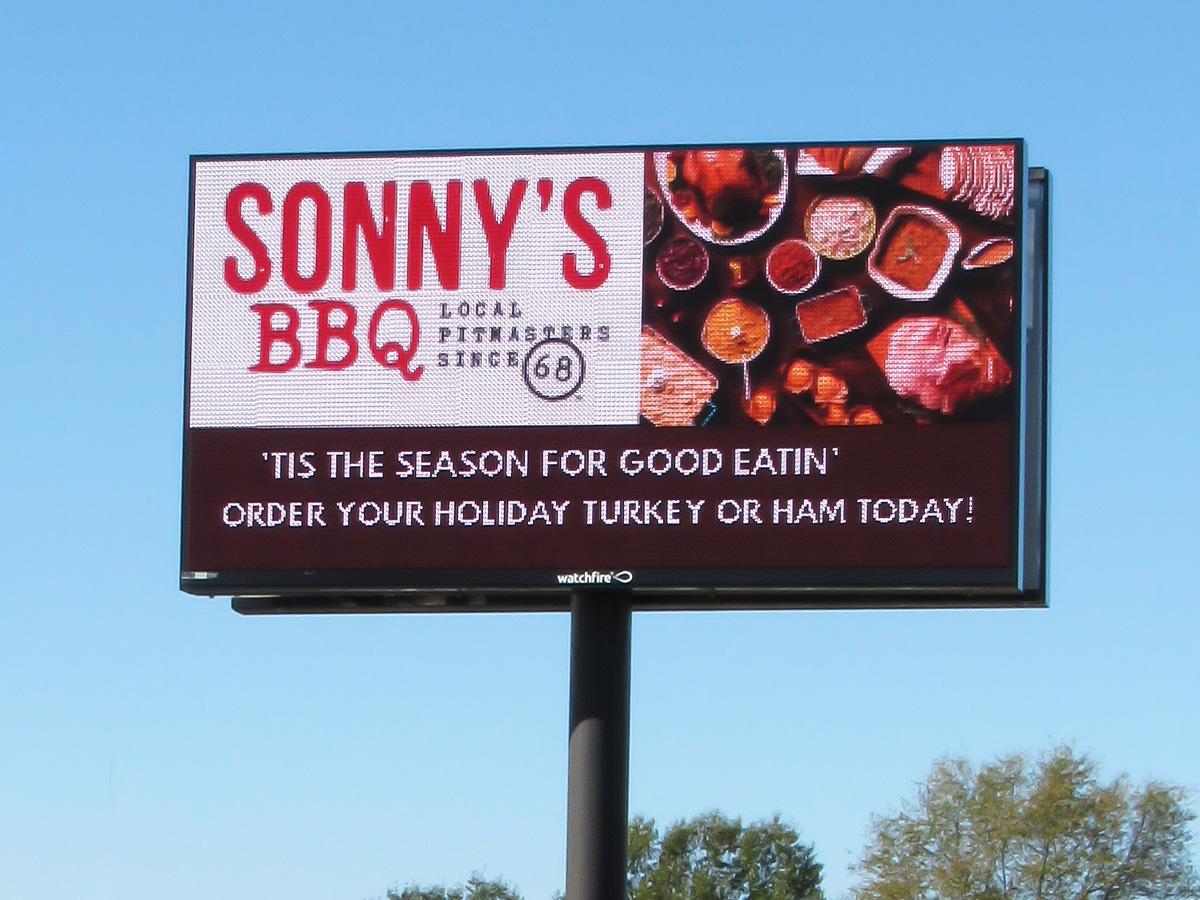 SONNY'S
BBQ
LOCAL
PITMASTERS
SINCE 68
'TIS THE SEASON FOR GOOD EATIN'
ORDER YOUR HOLIDAY TURKEY OR HAM TODAY!
watchfire